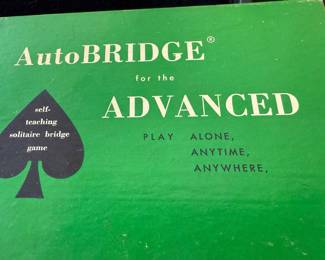 AutoBRIDGE®
for the
ADVANCED
self-
teaching
solitaire bridge
game
PLAY ALONE,
ANYTIME,
ANYWHERE,